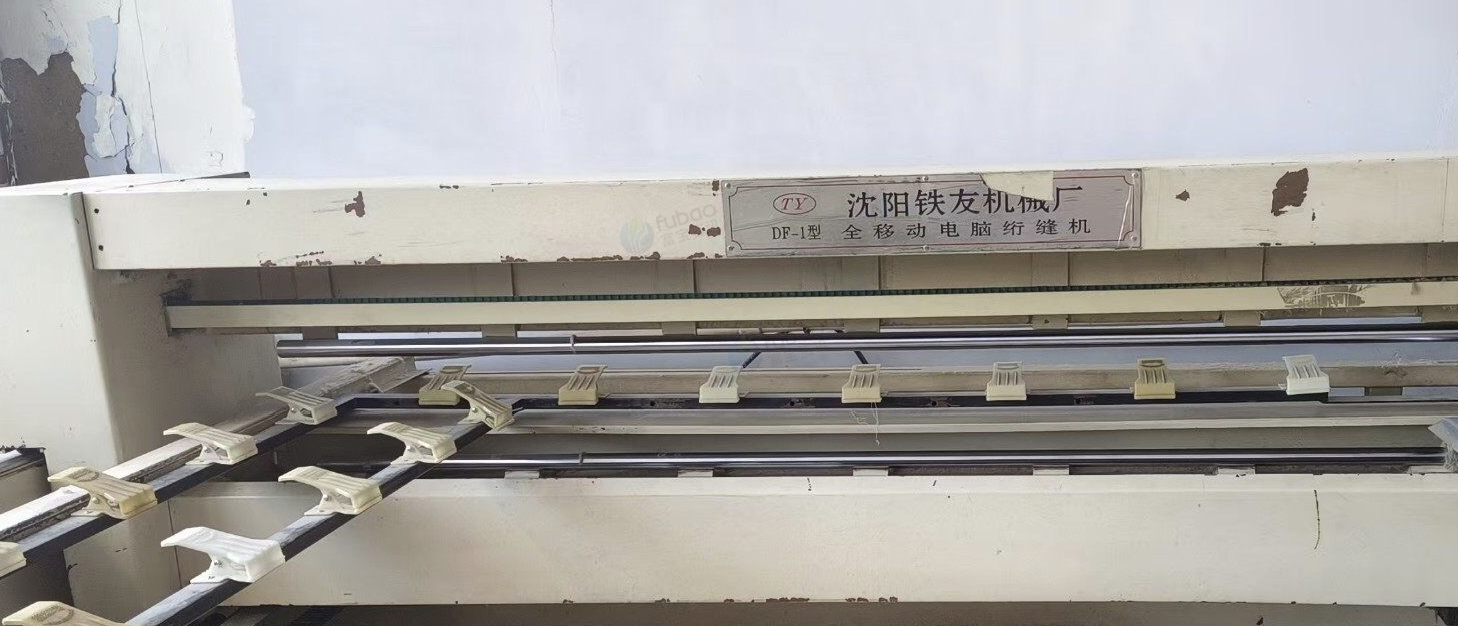 TY 沈阳铁友机械厂
DF-1型 全移动电脑绗缝机
fubao